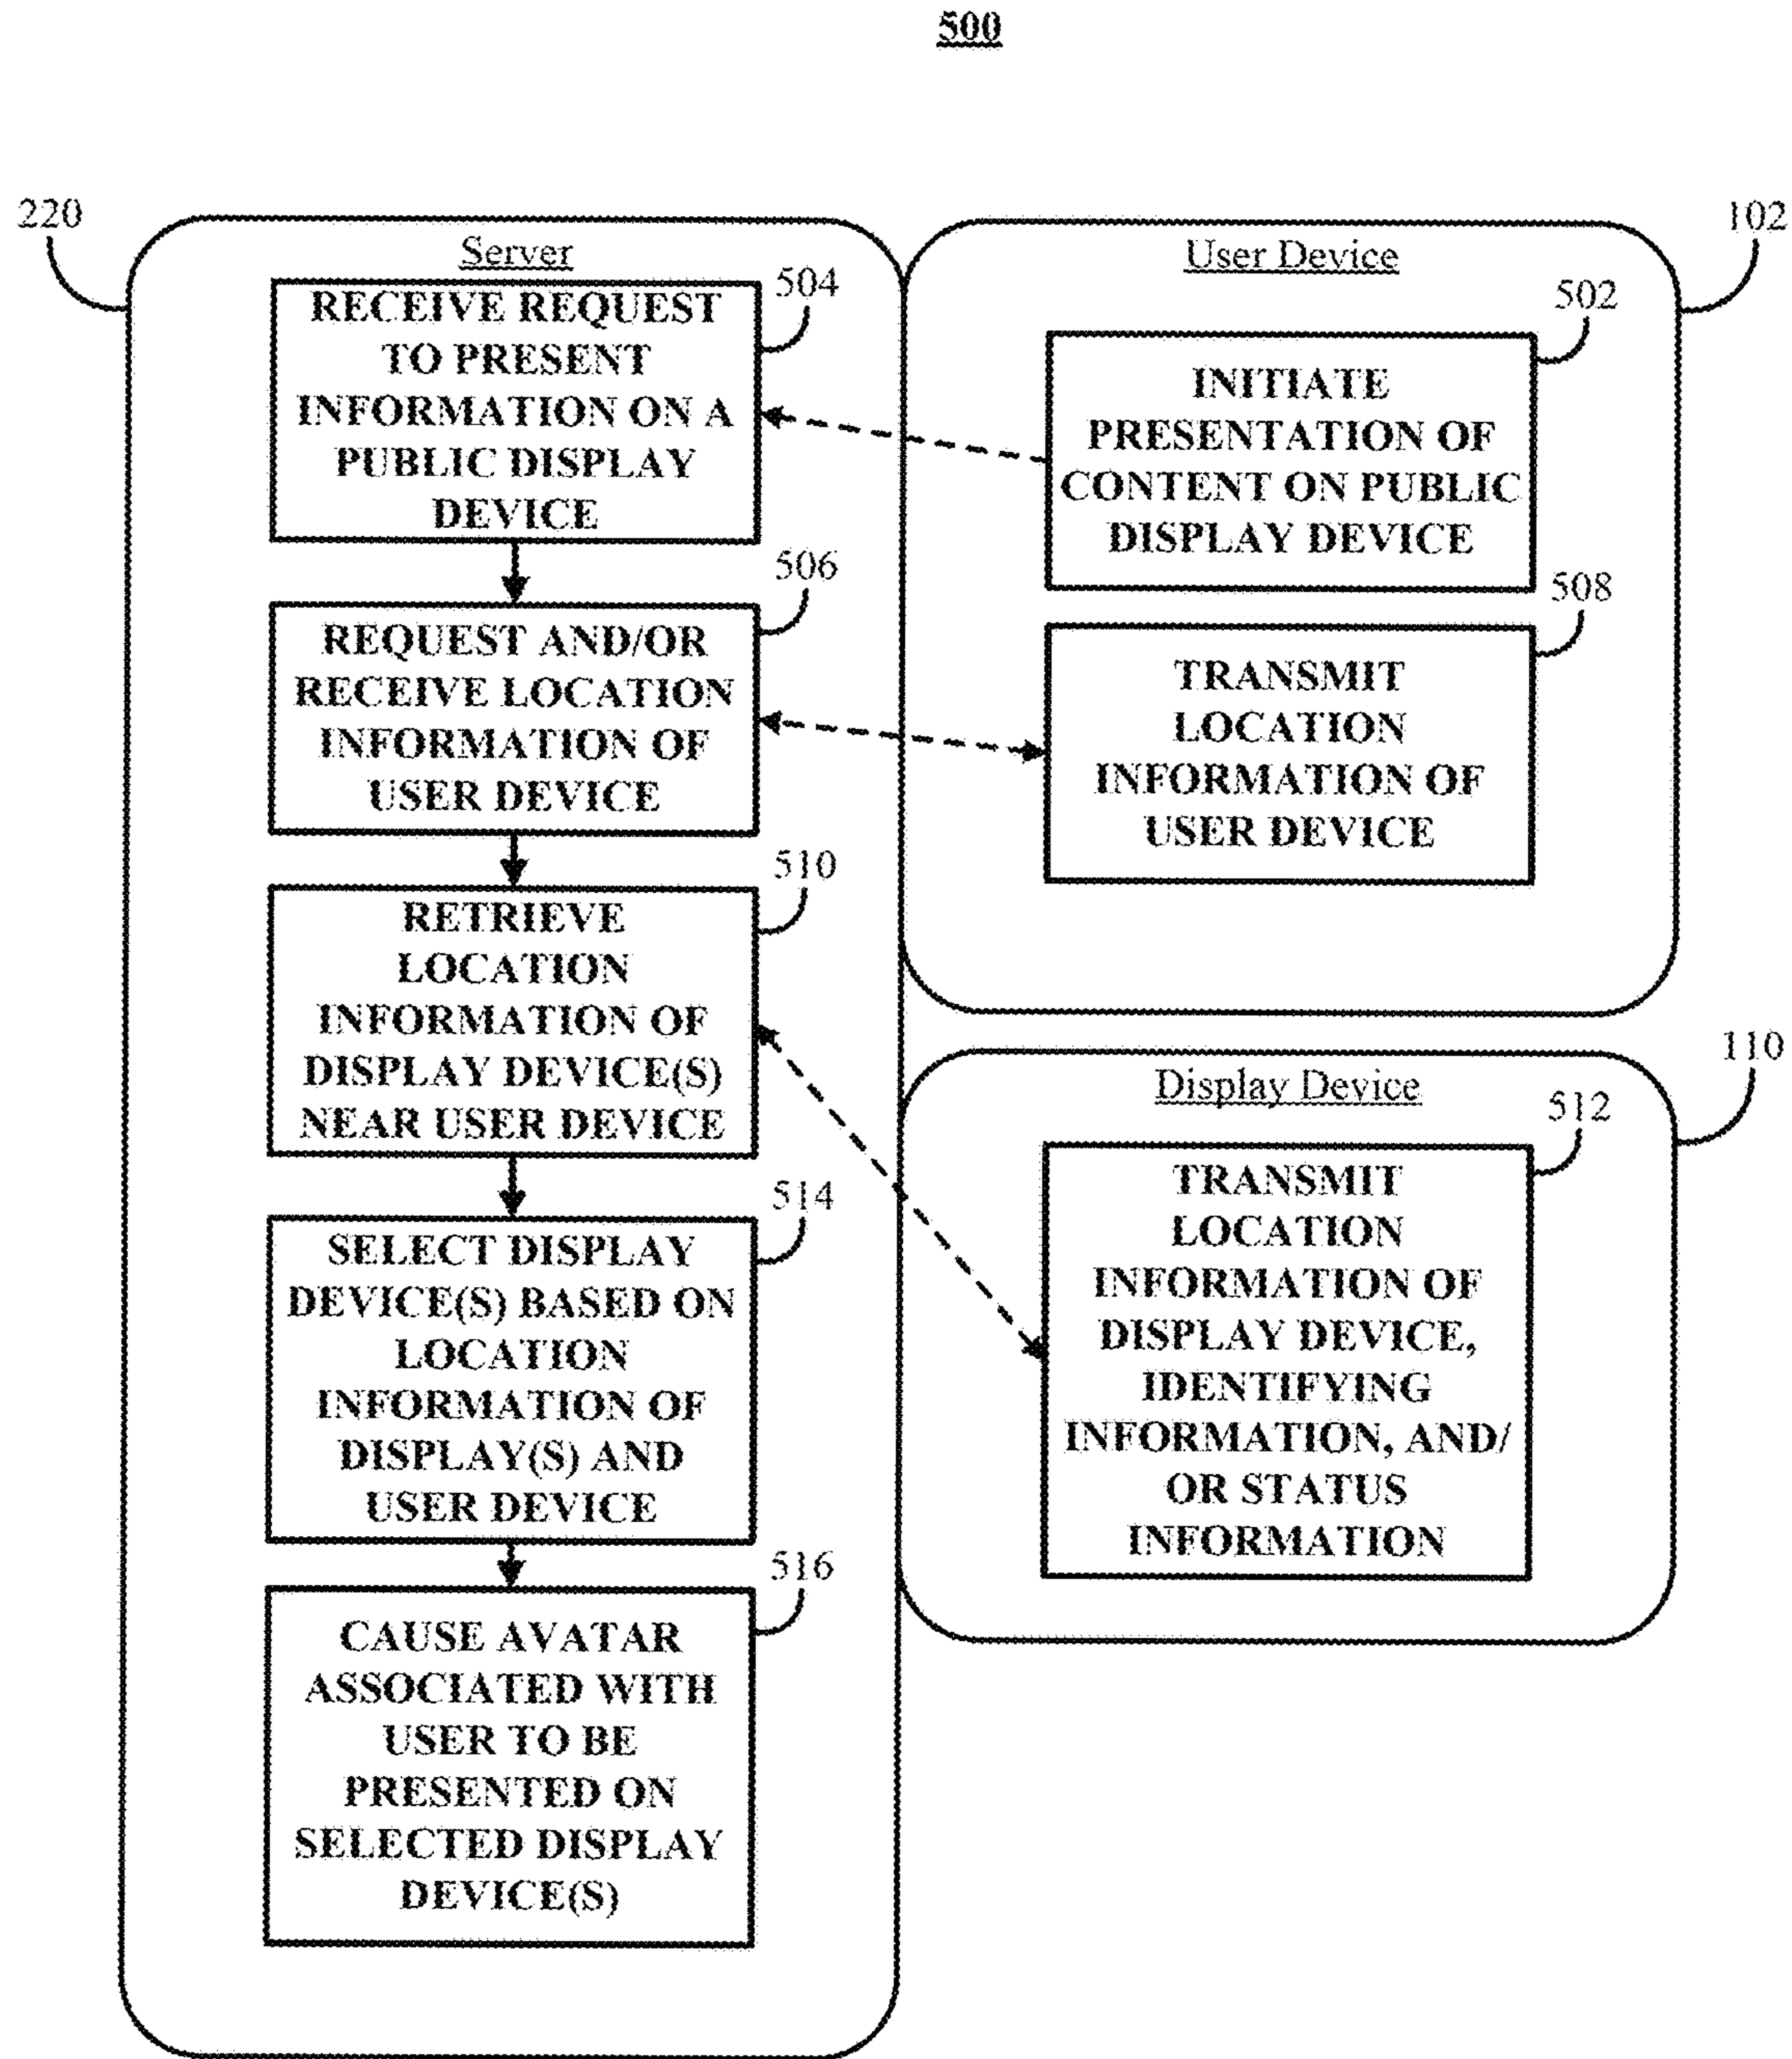 500
220
Server
504
RECEIVE REQUEST
TO PRESENT
INFORMATION ON A
PUBLIC DISPLAY
DEVICE
506
REQUEST AND/OR
RECEIVE LOCATION
INFORMATION OF
USER DEVICE
510
RETRIEVE
LOCATION
INFORMATION OF
DISPLAY DEVICE(S)
NEAR USER DEVICE
514
SELECT DISPLAY
DEVICE(S) BASED ON
LOCATION
INFORMATION OF
DISPLAY(S) AND
USER DEVICE
516
CAUSE AVATAR
ASSOCIATED WITH
USER TO BE
PRESENTED ON
SELECTED DISPLAY
DEVICE(S)
102
User Device
502
INITIATE
PRESENTATION OF
CONTENT ON PUBLIC
DISPLAY DEVICE
508
TRANSMIT
LOCATION
INFORMATION OF
USER DEVICE
110
Display Device
512
TRANSMIT
LOCATION
INFORMATION OF
DISPLAY DEVICE,
IDENTIFYING
INFORMATION, AND/
OR STATUS
INFORMATION